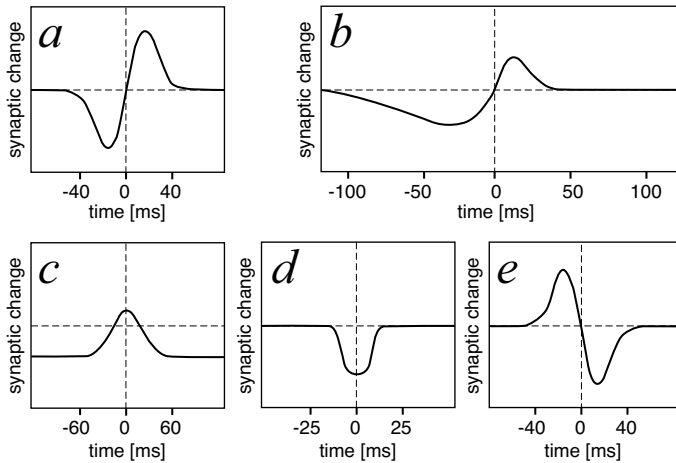 a
b
synaptic change
synaptic change
-40 0 40
time [ms]
-100 -50 0 50 100
time [ms]
c
d
e
synaptic change
synaptic change
synaptic change
-60 0 60
time [ms]
-25 0 25
time [ms]
-40 0 40
time [ms]